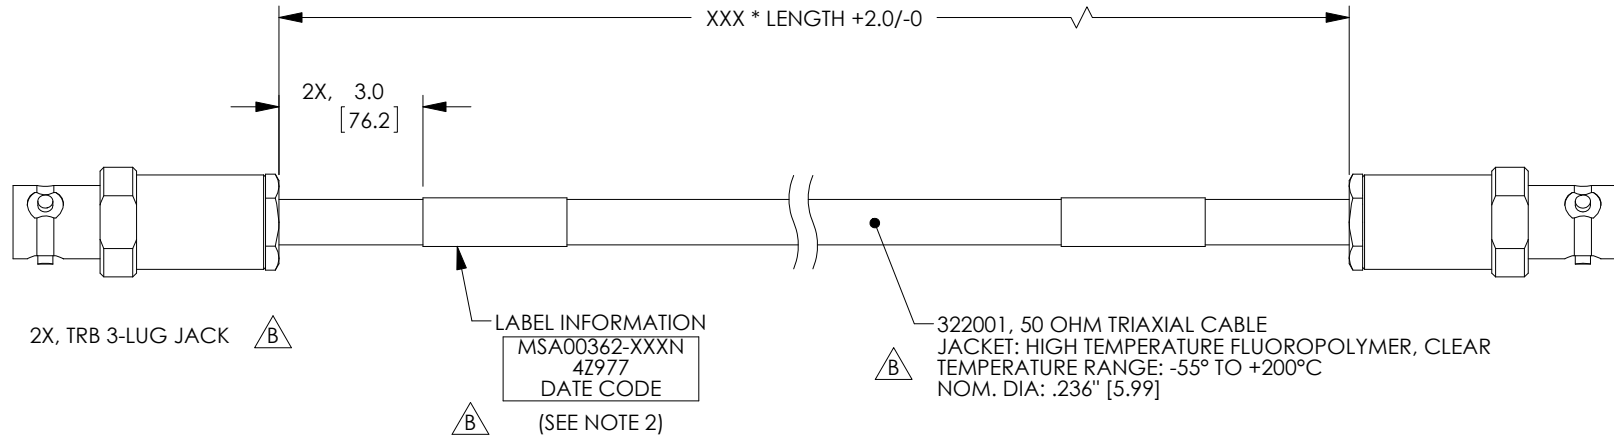 XXX * LENGTH +2.0/-0
2X, 3.0
[76.2]
2X, TRB 3-LUG JACK B
LABEL INFORMATION
MSA00362-XXXN
4Z977
DATE CODE
B (SEE NOTE 2)
322001, 50 OHM TRIAXIAL CABLE
JACKET: HIGH TEMPERATURE FLUOROPOLYMER, CLEAR
B TEMPERATURE RANGE: -55° TO +200°C
NOM. DIA: .236" [5.99]